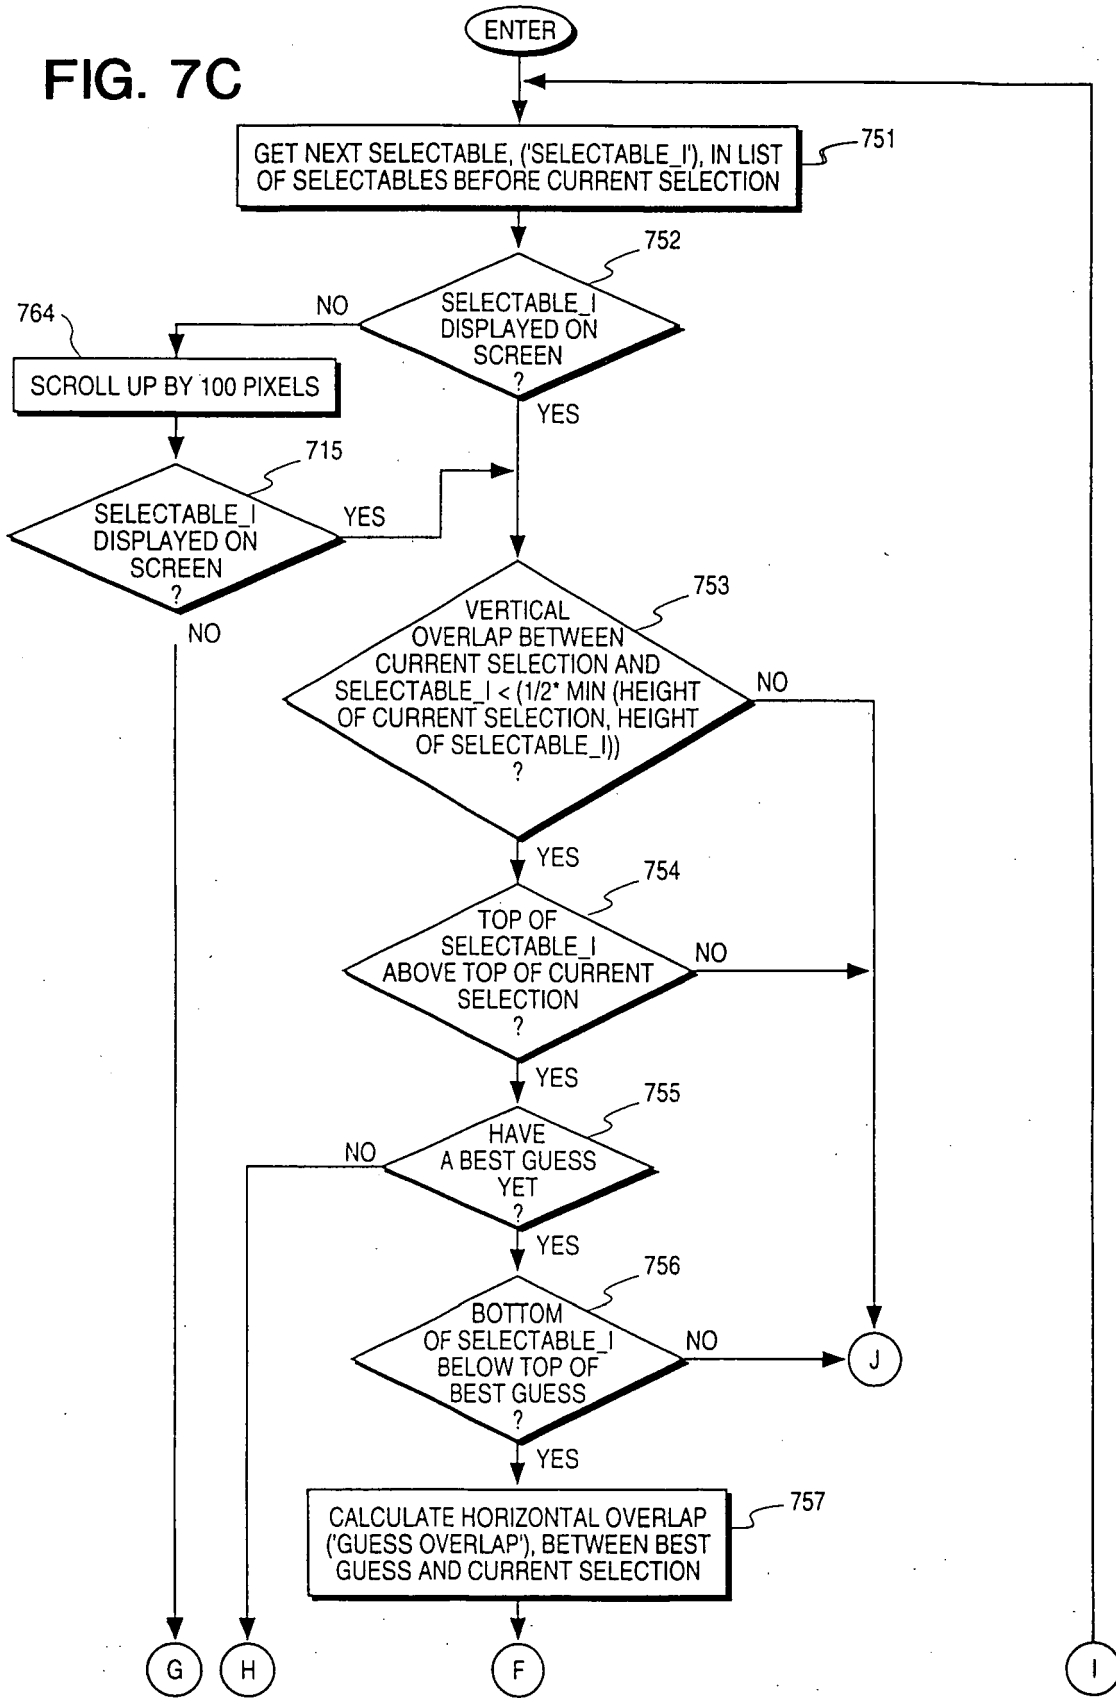 ENTER
FIG. 7C
751
GET NEXT SELECTABLE, ('SELECTABLE_I'), IN LIST
OF SELECTABLES BEFORE CURRENT SELECTION
752
NO
SELECTABLE_I
DISPLAYED ON
SCREEN
?
YES
764
SCROLL UP BY 100 PIXELS
715
SELECTABLE_I
DISPLAYED ON
SCREEN
?
YES
NO
753
VERTICAL
OVERLAP BETWEEN
CURRENT SELECTION AND
SELECTABLE_I < (1/2* MIN (HEIGHT
OF CURRENT SELECTION, HEIGHT
OF SELECTABLE_I))
?
NO
YES
754
TOP OF
SELECTABLE_I
ABOVE TOP OF CURRENT
SELECTION
?
NO
YES
755
HAVE
A BEST GUESS
YET
?
NO
YES
756
BOTTOM
OF SELECTABLE_I
BELOW TOP OF
BEST GUESS
?
NO
J
YES
757
CALCULATE HORIZONTAL OVERLAP
('GUESS OVERLAP'), BETWEEN BEST
GUESS AND CURRENT SELECTION
G
H
F
I